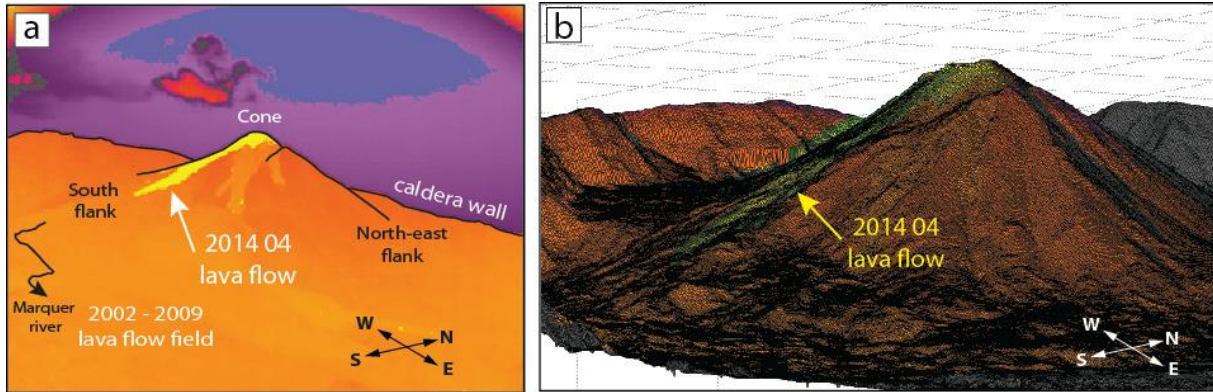 a
Cone
South
flank
caldera wall
2014 04
lava flow
North-east
flank
Marquer
river
2002 - 2009
lava flow field
W
N
S
E
b
2014 04
lava flow
W
N
S
E